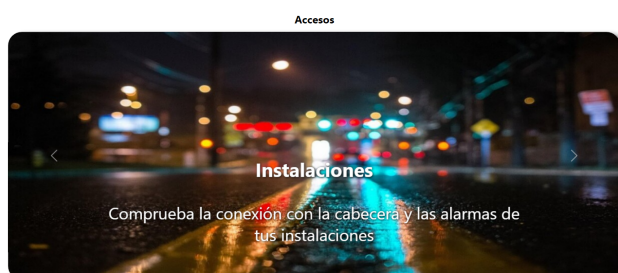 Accesos
Instalaciones
Comprueba la conexión con la cabecera y las alarmas de
tus instalaciones